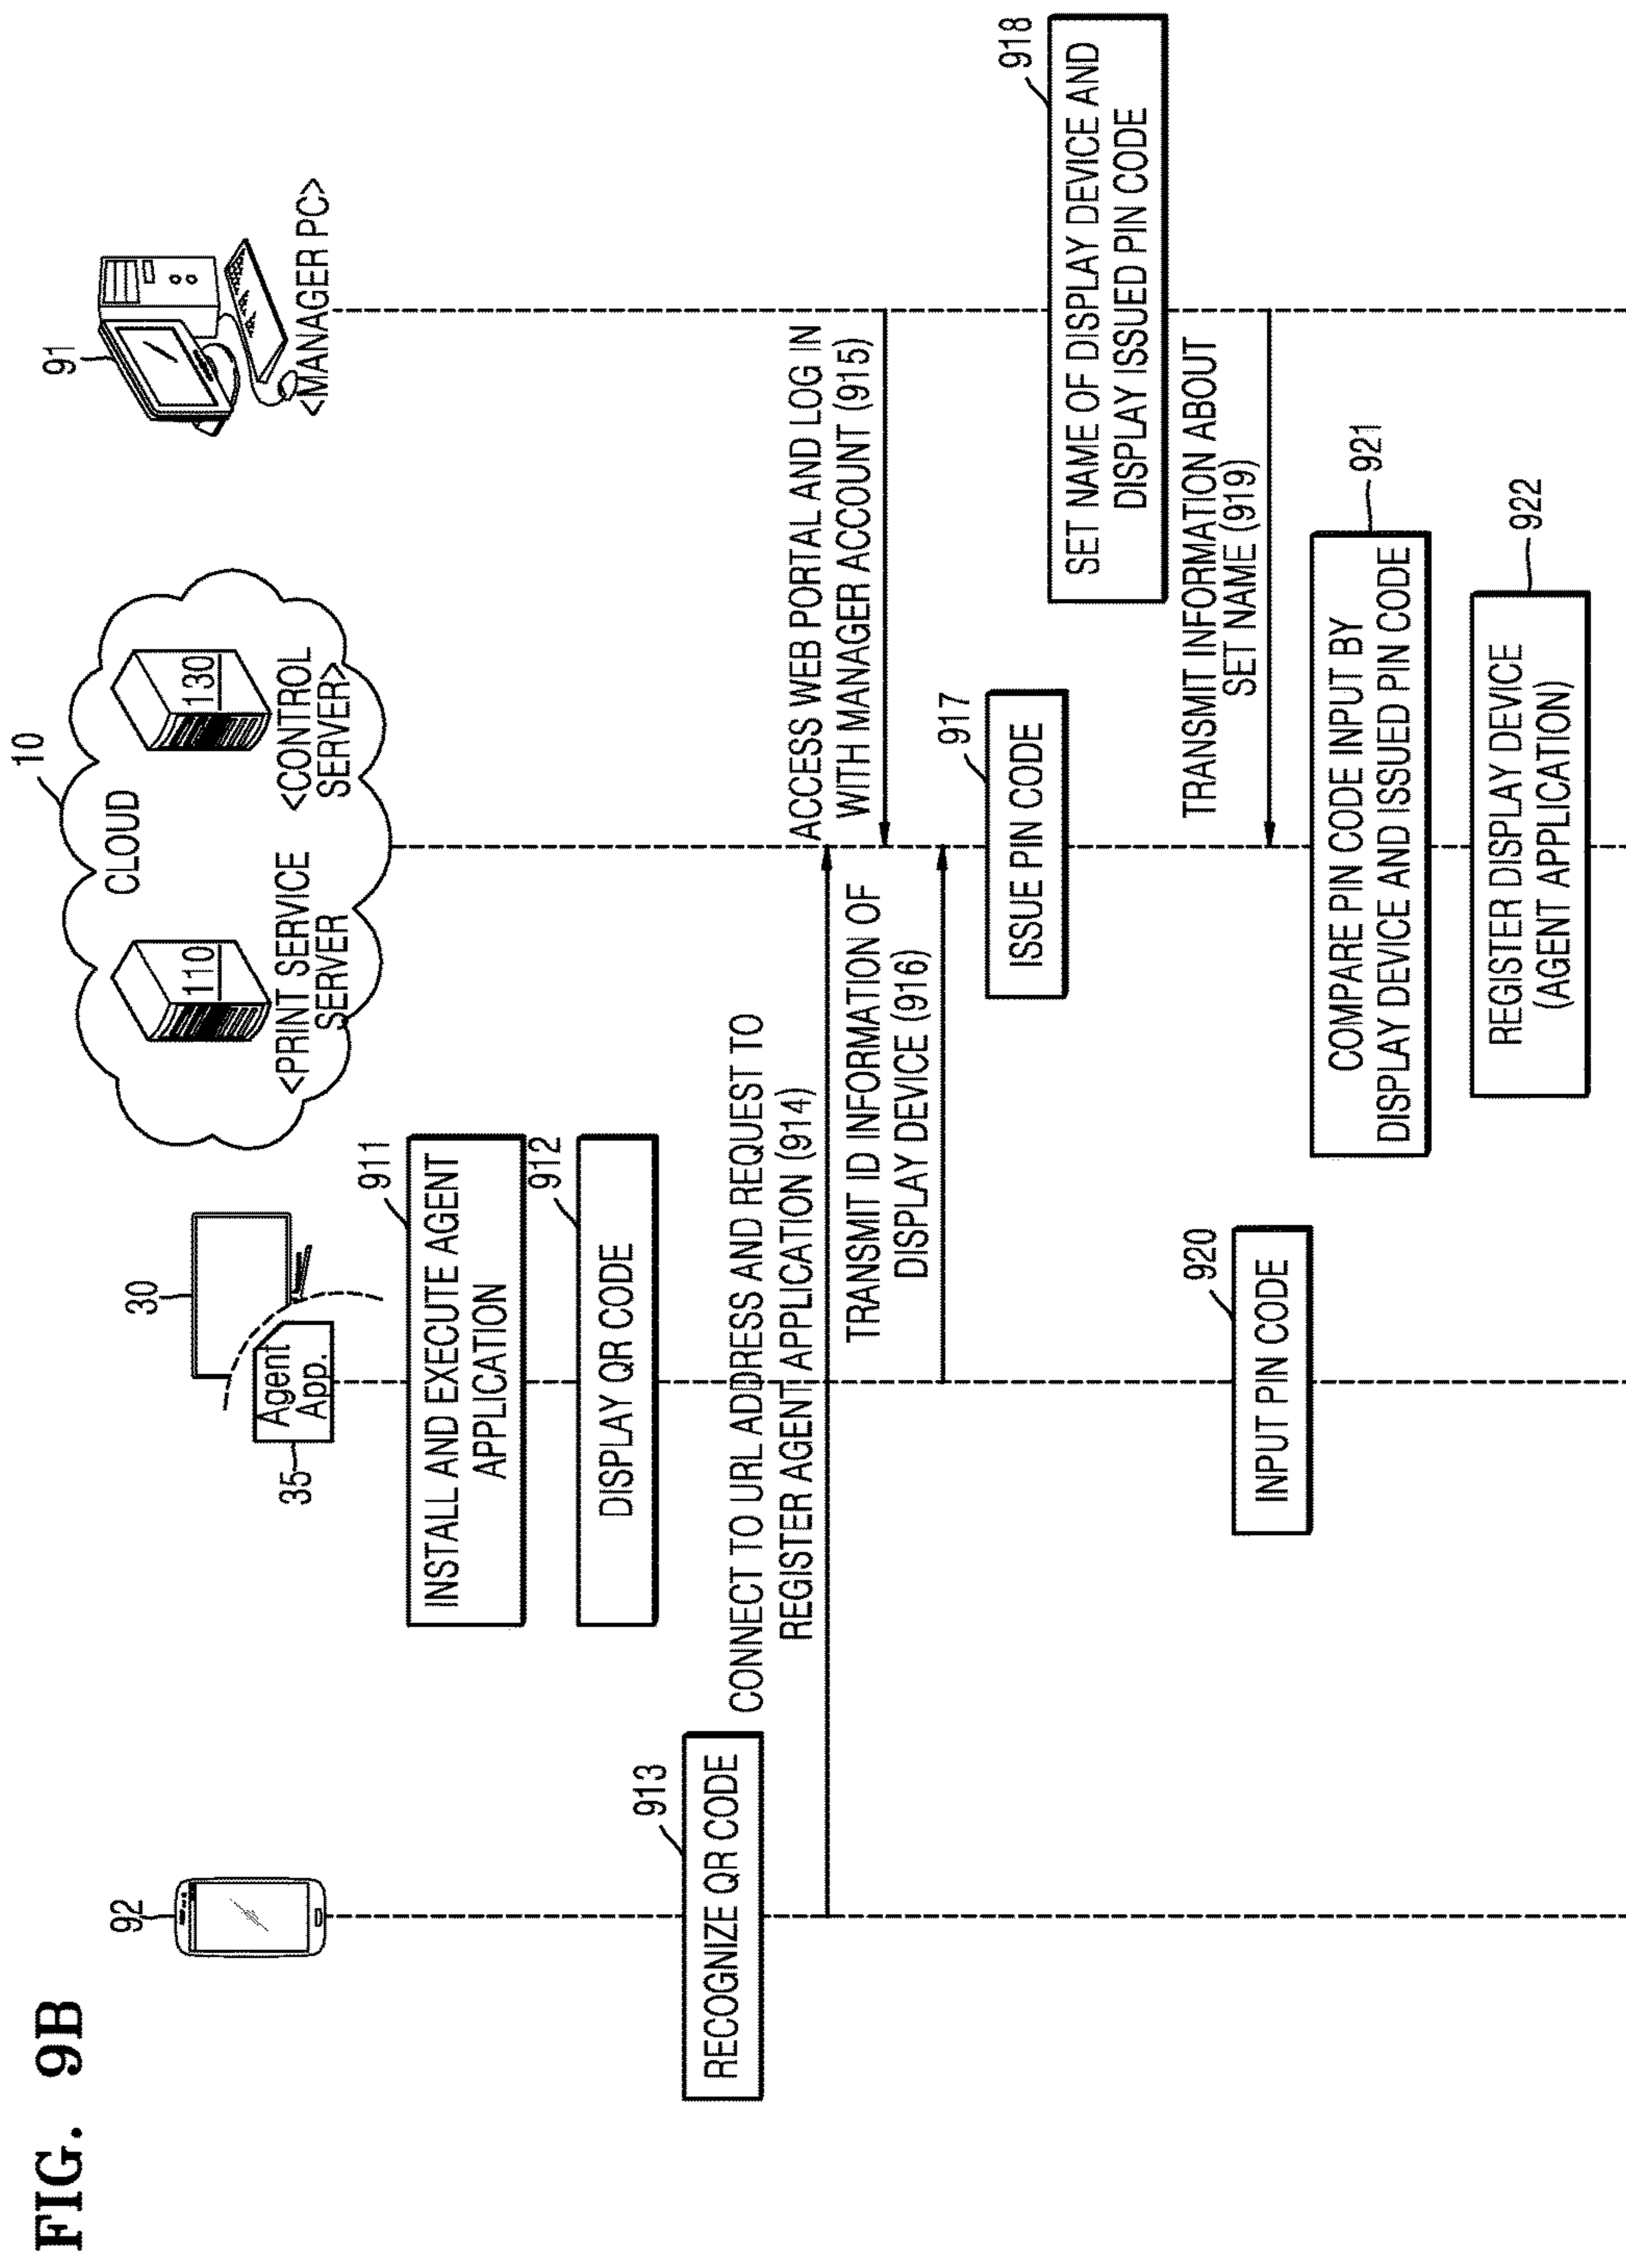 FIG. 9B
92
30
Agent
App.
35
10
CLOUD
110
<PRINT SERVICE
SERVER
130
<CONTROL
SERVER>
91
<MANAGER PC>
911
INSTALL AND EXECUTE AGENT
APPLICATION
912
DISPLAY QR CODE
913
RECOGNIZE QR CODE
CONNECT TO URL ADDRESS AND REQUEST TO
REGISTER AGENT APPLICATION (914)
ACCESS WEB PORTAL AND LOG IN
WITH MANAGER ACCOUNT (915)
TRANSMIT ID INFORMATION OF
DISPLAY DEVICE (916)
917
ISSUE PIN CODE
918
SET NAME OF DISPLAY DEVICE AND
DISPLAY ISSUED PIN CODE
TRANSMIT INFORMATION ABOUT
SET NAME (919)
920
INPUT PIN CODE
921
COMPARE PIN CODE INPUT BY
DISPLAY DEVICE AND ISSUED PIN CODE
922
REGISTER DISPLAY DEVICE
(AGENT APPLICATION)